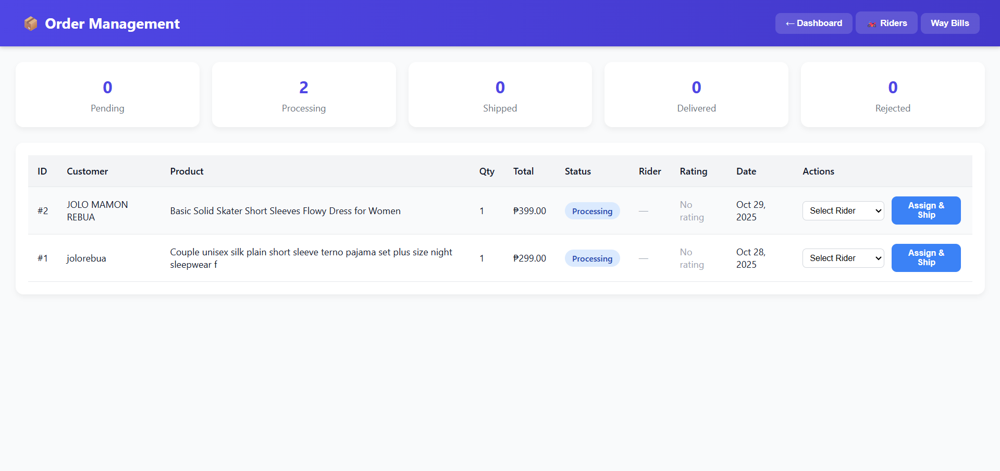 Order Management
← Dashboard
Riders
Way Bills
0
Pending
2
Processing
0
Shipped
0
Delivered
0
Rejected
ID Customer Product Qty Total Status Rider Rating Date Actions
#2 JOLO MAMON REBUA Basic Solid Skater Short Sleeves Flowy Dress for Women 1 ₱399.00 Processing — No rating Oct 29, 2025 Select Rider Assign & Ship
#1 jolorebua Couple unisex silk plain short sleeve terno pajama set plus size night sleepwear f 1 ₱299.00 Processing — No rating Oct 28, 2025 Select Rider Assign & Ship